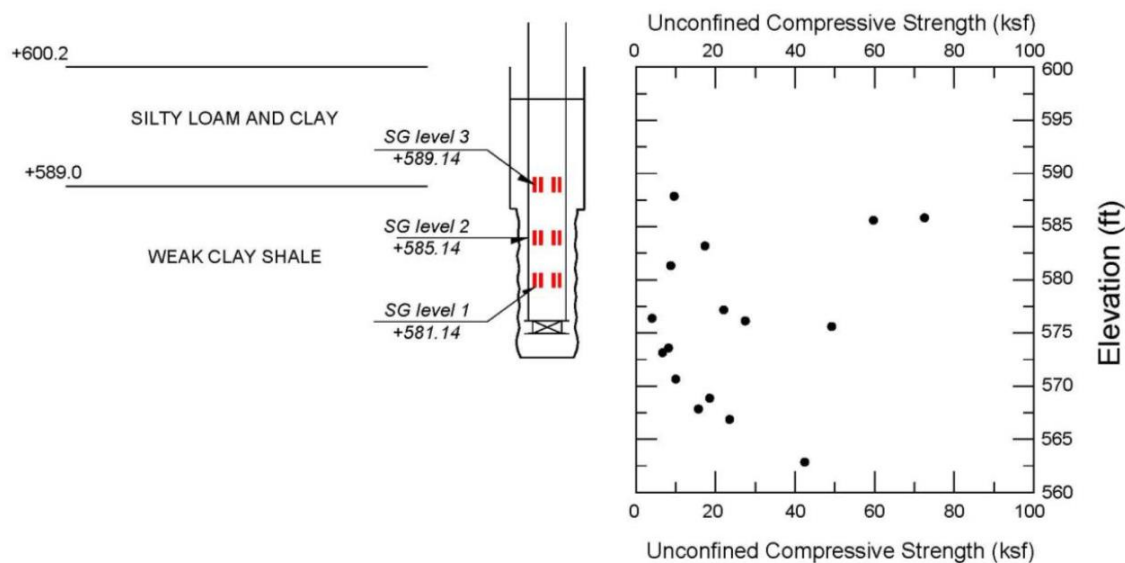 +600.2
SILTY LOAM AND CLAY
SG level 3
+589.14
+589.0
SG level 2
+585.14
WEAK CLAY SHALE
SG level 1
+581.14
Unconfined Compressive Strength (ksf)
0 20 40 60 80 100
600
595
590
585
580
575
570
565
560
Elevation (ft)
0 20 40 60 80 100
Unconfined Compressive Strength (ksf)